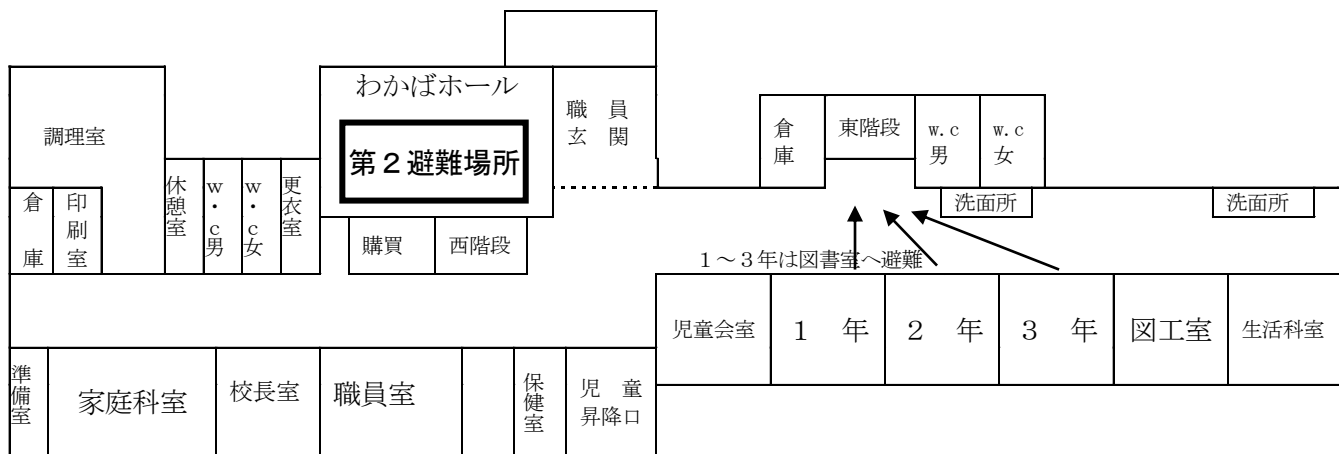 わかばホール
第２避難場所
職　員
玄　関
調理室
倉　庫
印刷室
休憩室
w・c男
w・c女
更衣室
購買
西階段
倉庫
東階段
w.c
男
w.c
女
洗面所
洗面所
１～３年は図書室へ避難
児童会室
１　年
２　年
３　年
図工室
生活科室
準備室
家庭科室
校長室
職員室
保健室
児　童
昇降口